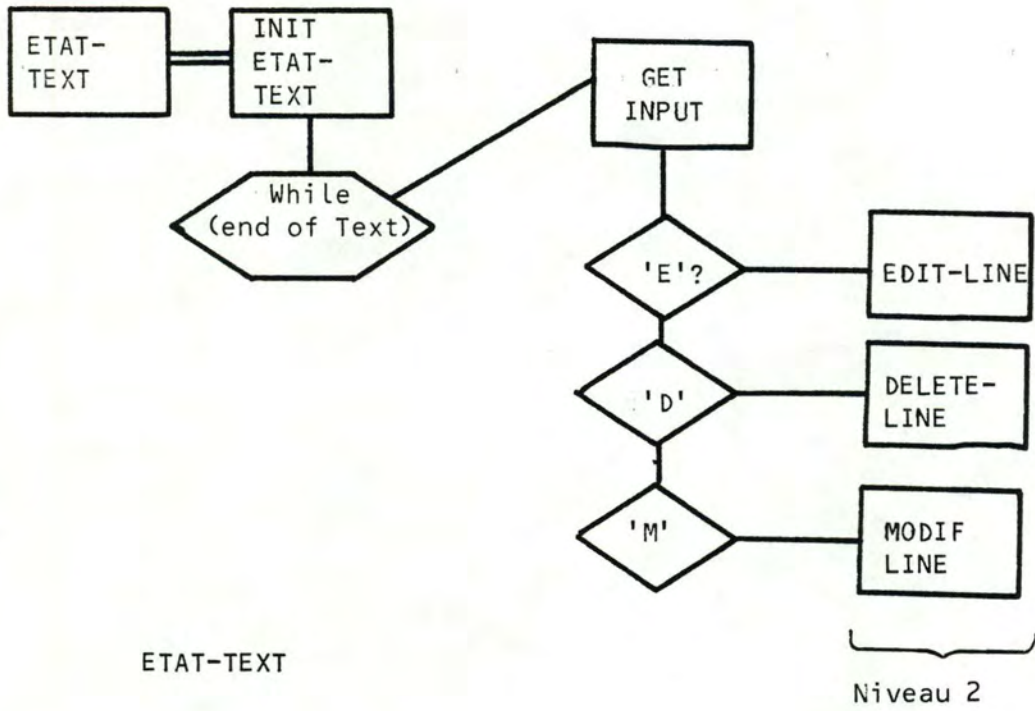 ETAT-
TEXT
INIT
ETAT-
TEXT
While
(end of Text)
GET
INPUT
'E'?
EDIT-LINE
'D'
DELETE-
LINE
'M'
MODIF
LINE
ETAT-TEXT
Niveau 2